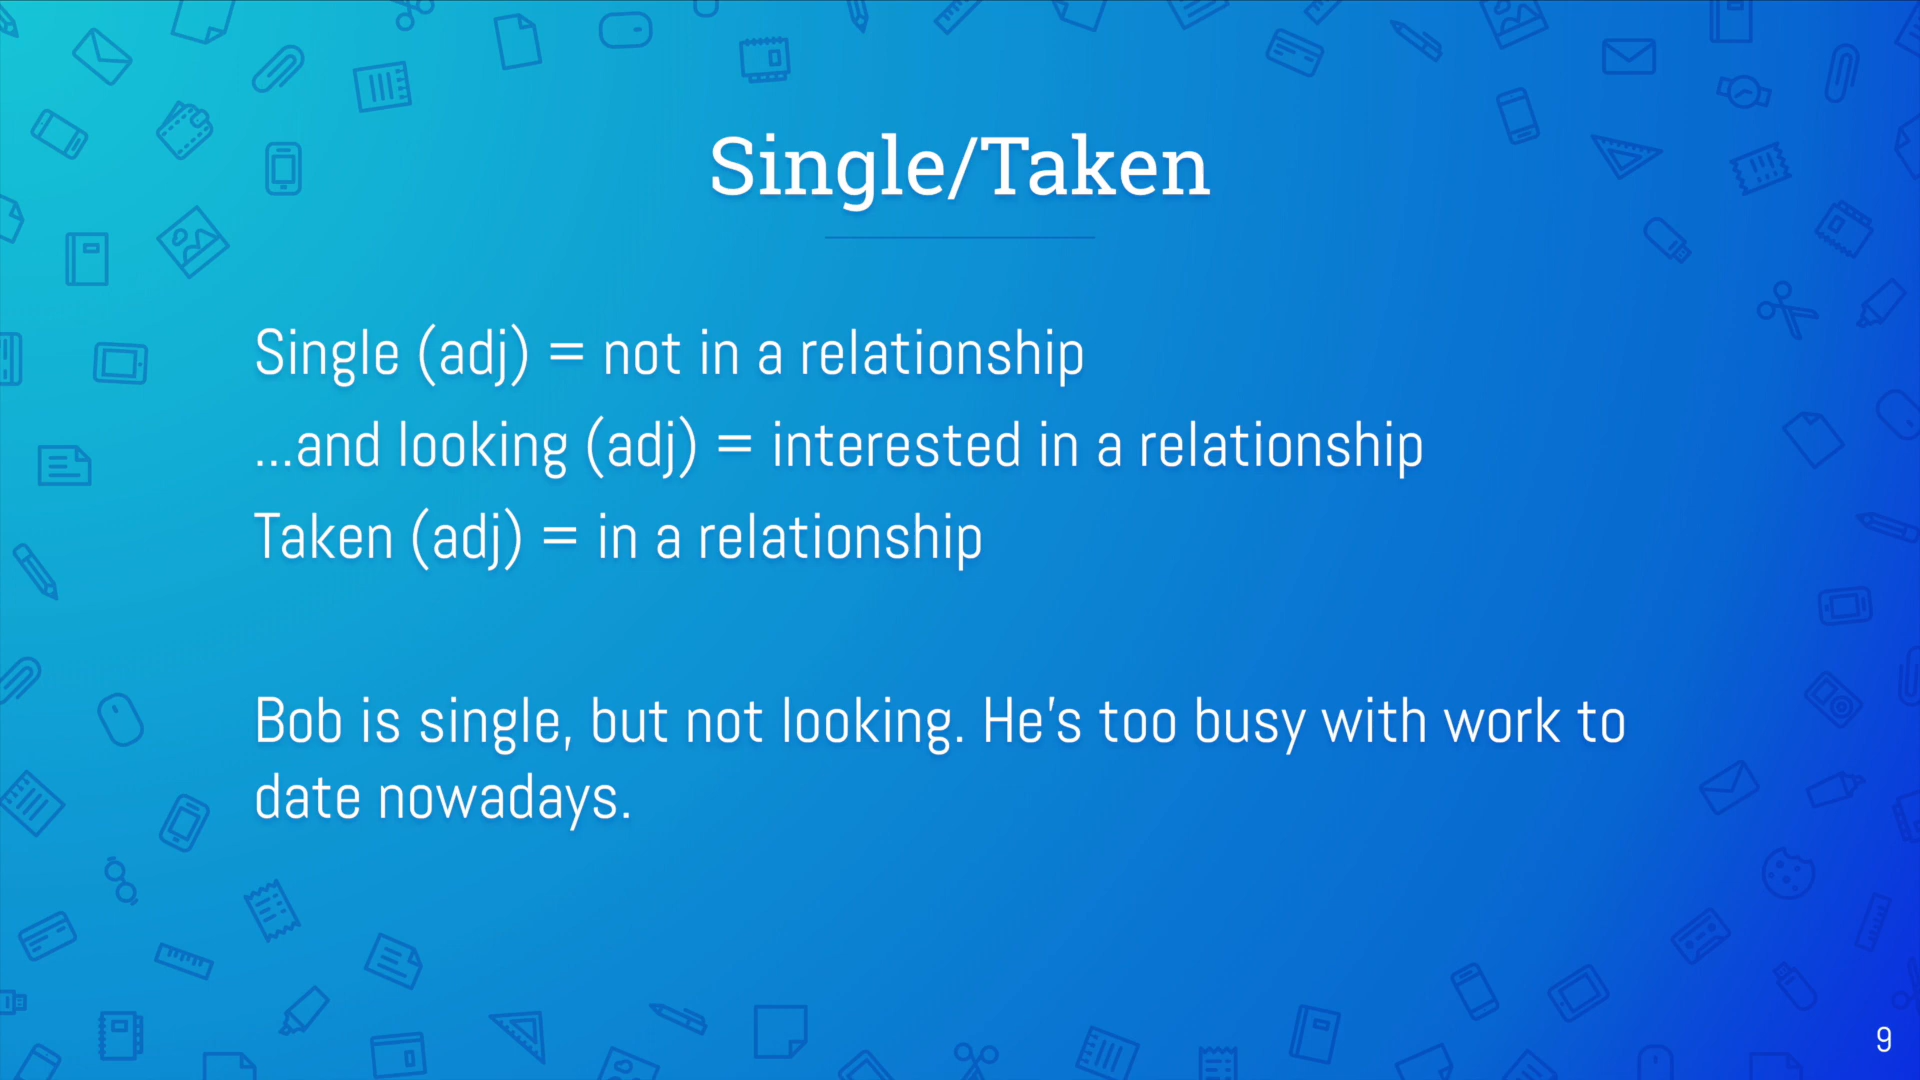 Single/Taken
Single (adj) = not in a relationship
...and looking (adj) = interested in a relationship
Taken (adj) = in a relationship
Bob is single, but not looking. He's too busy with work to
date nowadays.
9